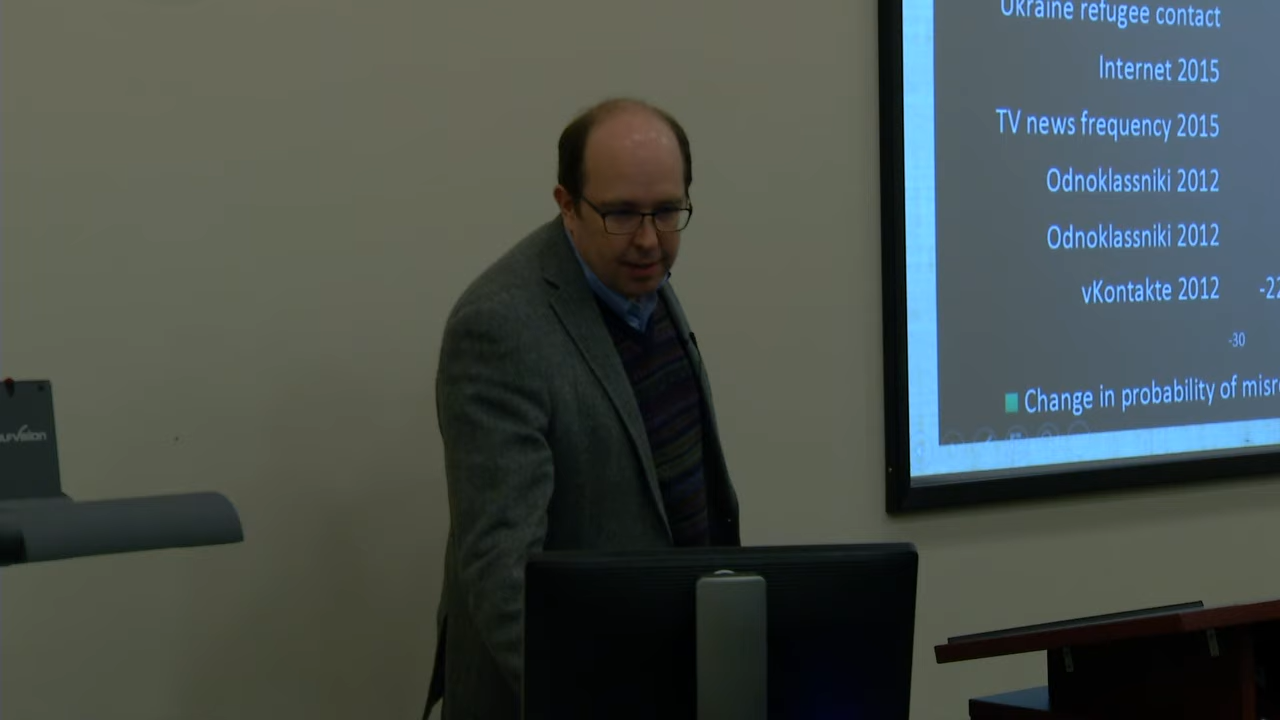 Ukraine refugee contact
Internet 2015
TV news frequency 2015
Odnoklassniki 2012
Odnoklassniki 2012
vKontakte 2012 -22
-30
Change in probability of